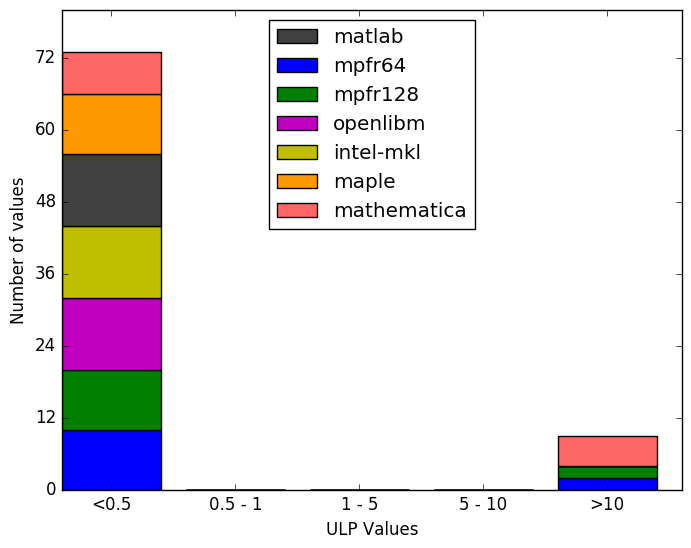 matlab
mpfr64
mpfr128
openlibm
intel-mkl
maple
mathematica
Number of values
72
60
48
36
24
12
0
<0.5
0.5 - 1
1 - 5
5 - 10
>10
ULP Values